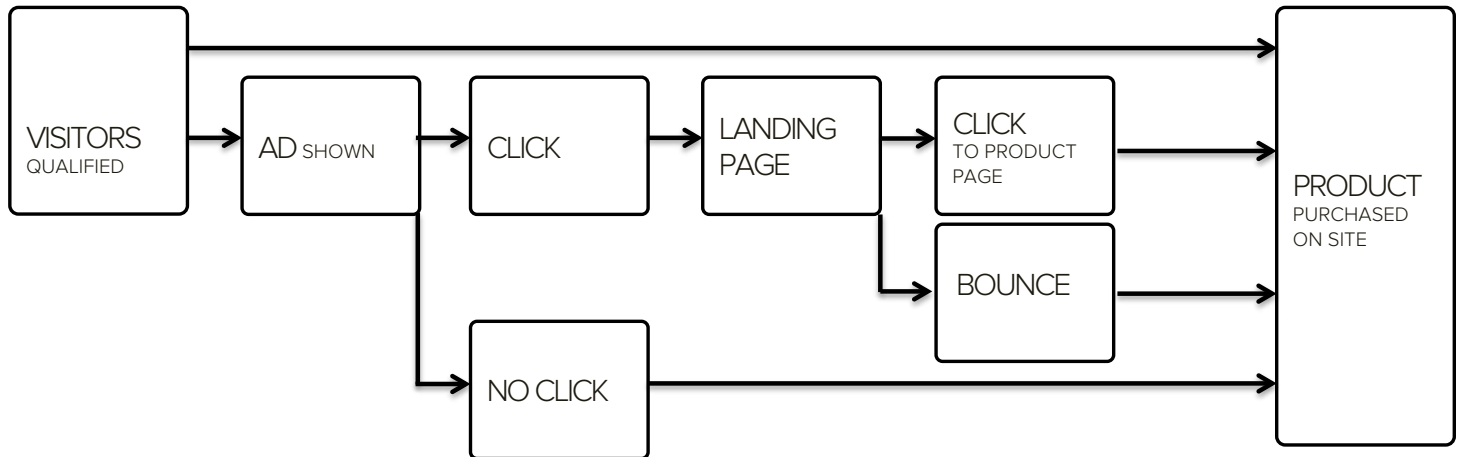 VISITORS
QUALIFIED
AD SHOWN
CLICK
LANDING
PAGE
CLICK
TO PRODUCT
PAGE
BOUNCE
NO CLICK
PRODUCT
PURCHASED
ON SITE